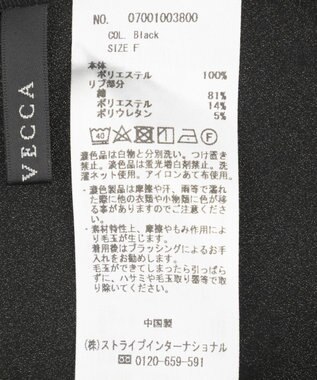 VECCA
NO. 07001003800
COL. Black
SIZE F
本体
ポリエステル 100%
リブ部分
綿 81%
ポリエステル 14%
ポリウレタン 5%
40
F
濃色品は白物と分別洗い。つけ置き
禁止。漂白剤、蛍光増白剤禁止。洗
濯ネット使用。アイロンあて布使用。
・濃色製品は摩擦や汗、雨等で濡れ
た際に他の衣類や小物類に色が移
る事がありますのでご注意くださ
い。
・素材特性上、摩擦やもみ作用によ
り毛玉が生じます。
着用後はブラッシングによるお手
入れをお勧めします。
毛玉ができてしまったら引っぱら
ずに、ハサミや毛玉取り器等で取
り除いてください。
中国製
(株)ストライプインターナショナル
0120-659-591